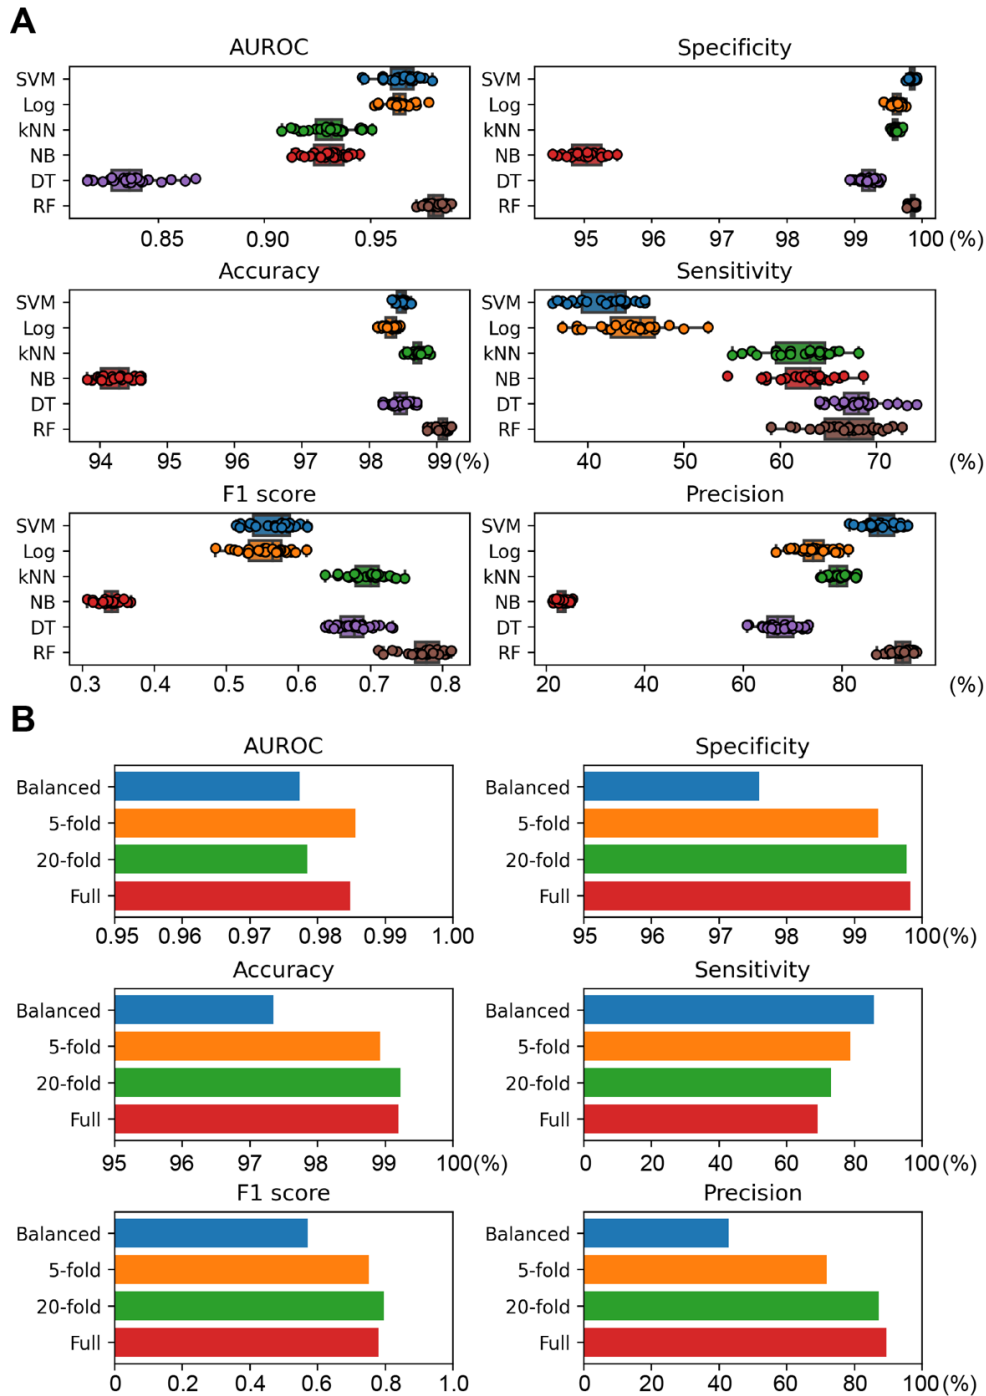 A
AUROC
SVM
Log
kNN
NB
DT
RF
0.85 0.90 0.95
Specificity
95 96 97 98 99 100 (%)
Accuracy
SVM
Log
kNN
NB
DT
RF
94 95 96 97 98 99 (%)
Sensitivity
SVM
Log
kNN
NB
DT
RF
40 50 60 70 (%)
F1 score
SVM
Log
kNN
NB
DT
RF
0.3 0.4 0.5 0.6 0.7 0.8
Precision
SVM
Log
kNN
NB
DT
RF
20 40 60 80 (%)
B
AUROC
Balanced
5-fold
20-fold
Full
0.95 0.96 0.97 0.98 0.99 1.00
Specificity
Balanced
5-fold
20-fold
Full
95 96 97 98 99 100 (%)
Accuracy
Balanced
5-fold
20-fold
Full
95 96 97 98 99 100 (%)
Sensitivity
Balanced
5-fold
20-fold
Full
0 20 40 60 80 100 (%)
F1 score
Balanced
5-fold
20-fold
Full
0 0.2 0.4 0.6 0.8 1.0
Precision
Balanced
5-fold
20-fold
Full
0 20 40 60 80 100 (%)